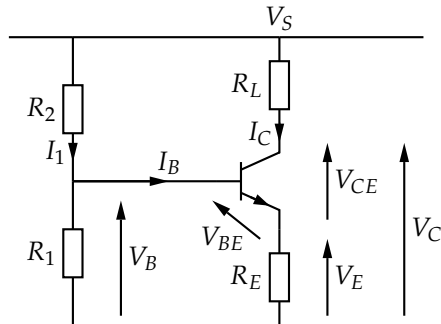 V_S
R_2
R_L
I_1
I_B
I_C
V_CE
V_C
R_1
V_B
V_BE
R_E
V_E